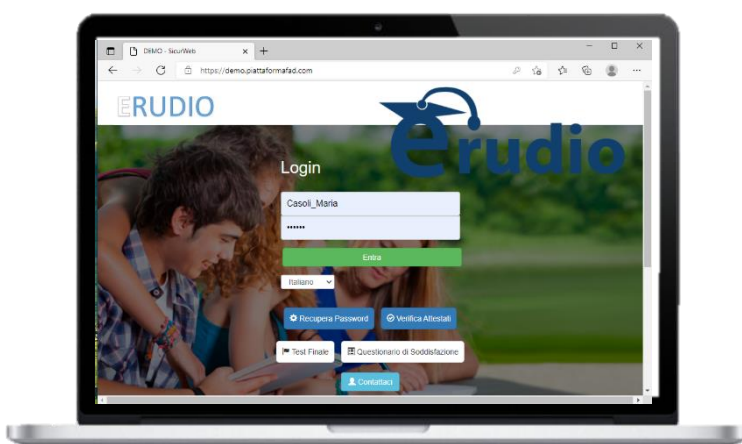 DEMO - SicurWeb
https://demo.piattaformafad.com
ERUDIO
erudio
Login
Casoli_Maria
••••••
Entra
Italiano
Recupera Password
Verifica Attestati
Test Finale
Questionario di Soddisfazione
Contattaci